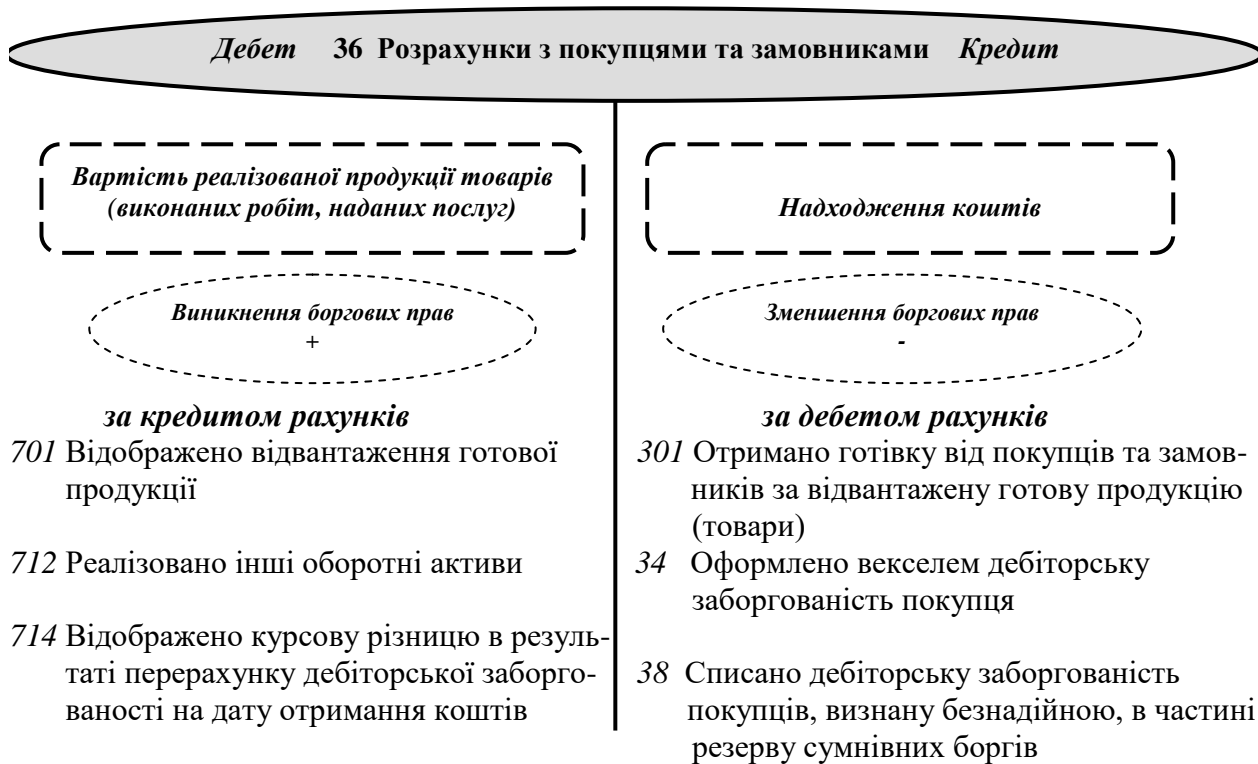 Дебет 36 Розрахунки з покупцями та замовниками Кредит
Вартість реалізованої продукції товарів
(виконаних робіт, наданих послуг)
Виникнення боргових прав
+
за кредитом рахунків
701 Відображено відвантаження готової
продукції
712 Реалізовано інші оборотні активи
714 Відображено курсову різницю в резуль-
таті перерахунку дебіторської заборго-
ваності на дату отримання коштів
Надходження коштів
Зменшення боргових прав
-
за дебетом рахунків
301 Отримано готівку від покупців та замов-
ників за відвантажену готову продукцію
(товари)
34 Оформлено векселем дебіторську
заборгованість покупця
38 Списано дебіторську заборгованість
покупців, визнану безнадійною, в частині
резерву сумнівних боргів